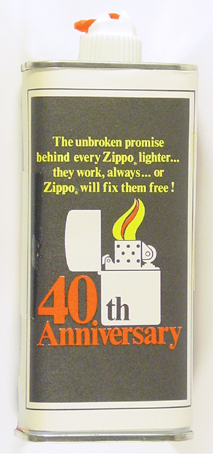 The unbroken promise
behind every Zippo® lighter...
they work, always... or
Zippo® will fix them free!
40th
Anniversary